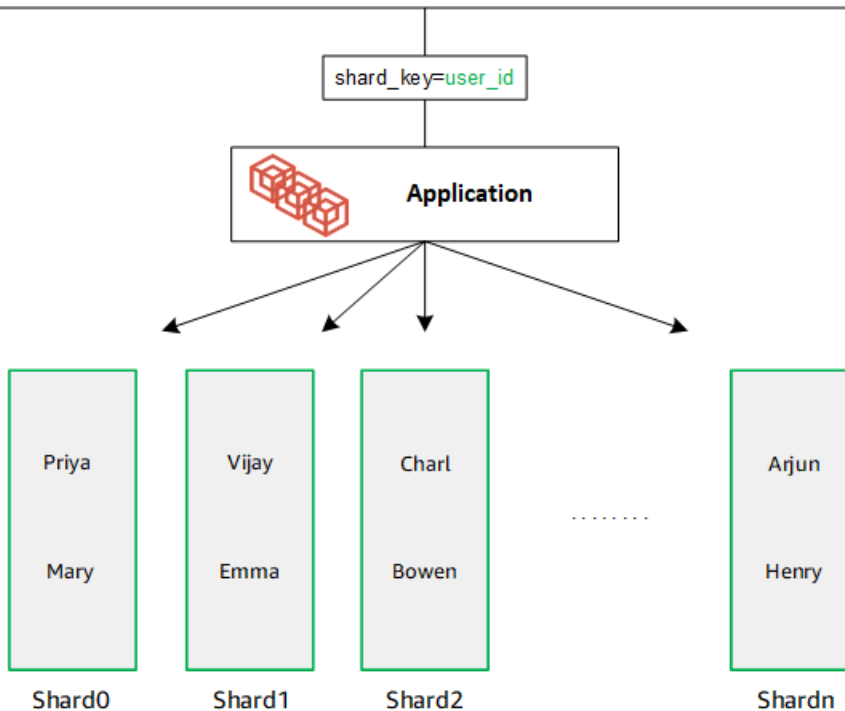 shard_key=user_id
Application
Priya
Vijay
Charl
Arjun
........
Mary
Emma
Bowen
Henry
Shard0
Shard1
Shard2
Shardn